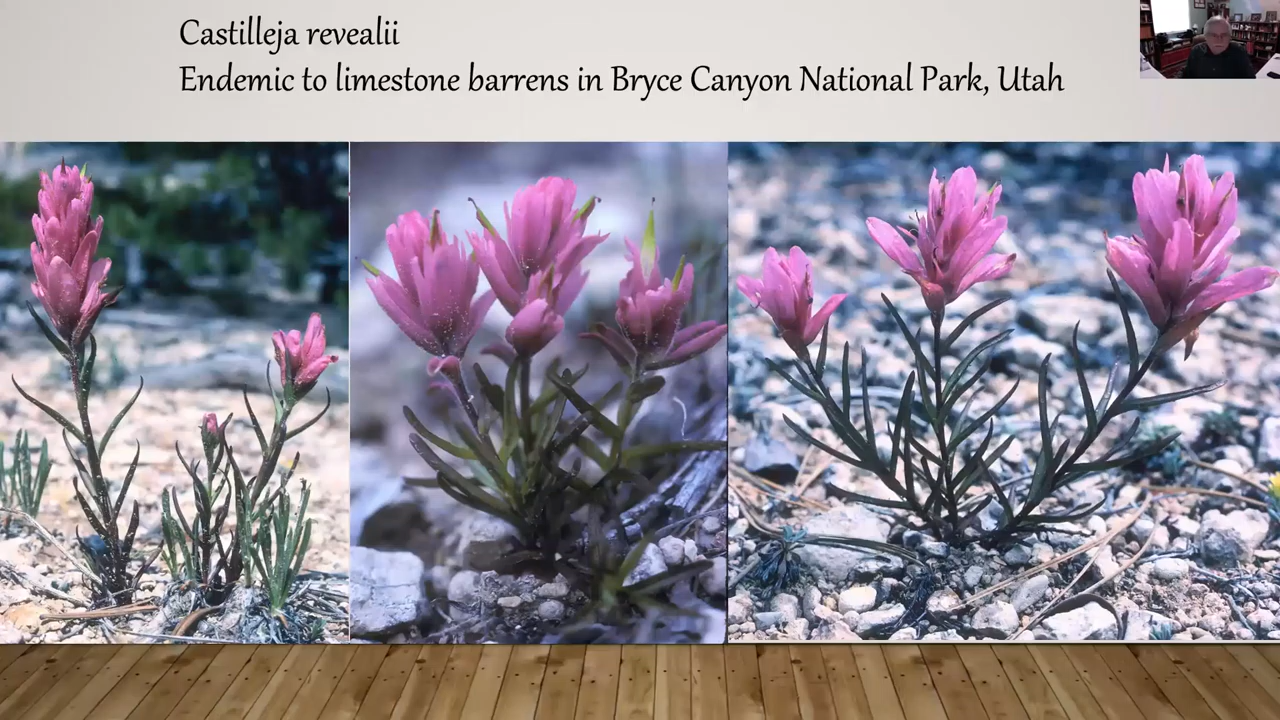 Castilleja revealii
Endemic to limestone barrens in Bryce Canyon National Park, Utah